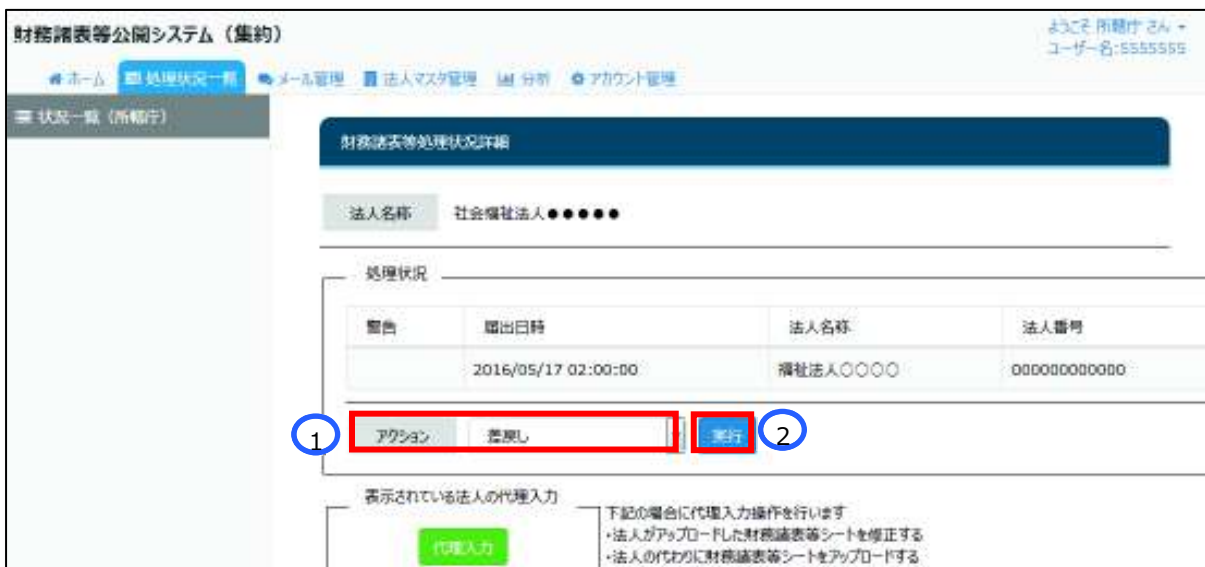 財務諸表等公開システム（集約）
ようこそ 所轄庁 さん
ユーザー名:5555555
ホーム 処理状況一覧 メール管理 法人マスタ管理 分析 アカウント管理
状況一覧（所轄庁）
財務諸表等処理状況詳細
法人名称 社会福祉法人●●●●●
処理状況
警告 届出日時 法人名称 法人番号
2016/05/17 02:00:00 福祉法人〇〇〇〇 000000000000
1 アクション 差戻し 実行 2
表示されている法人の代理入力
下記の場合に代理入力操作を行います
・法人がアップロードした財務諸表等シートを修正する
代理入力
・法人の代わりに財務諸表等シートをアップロードする